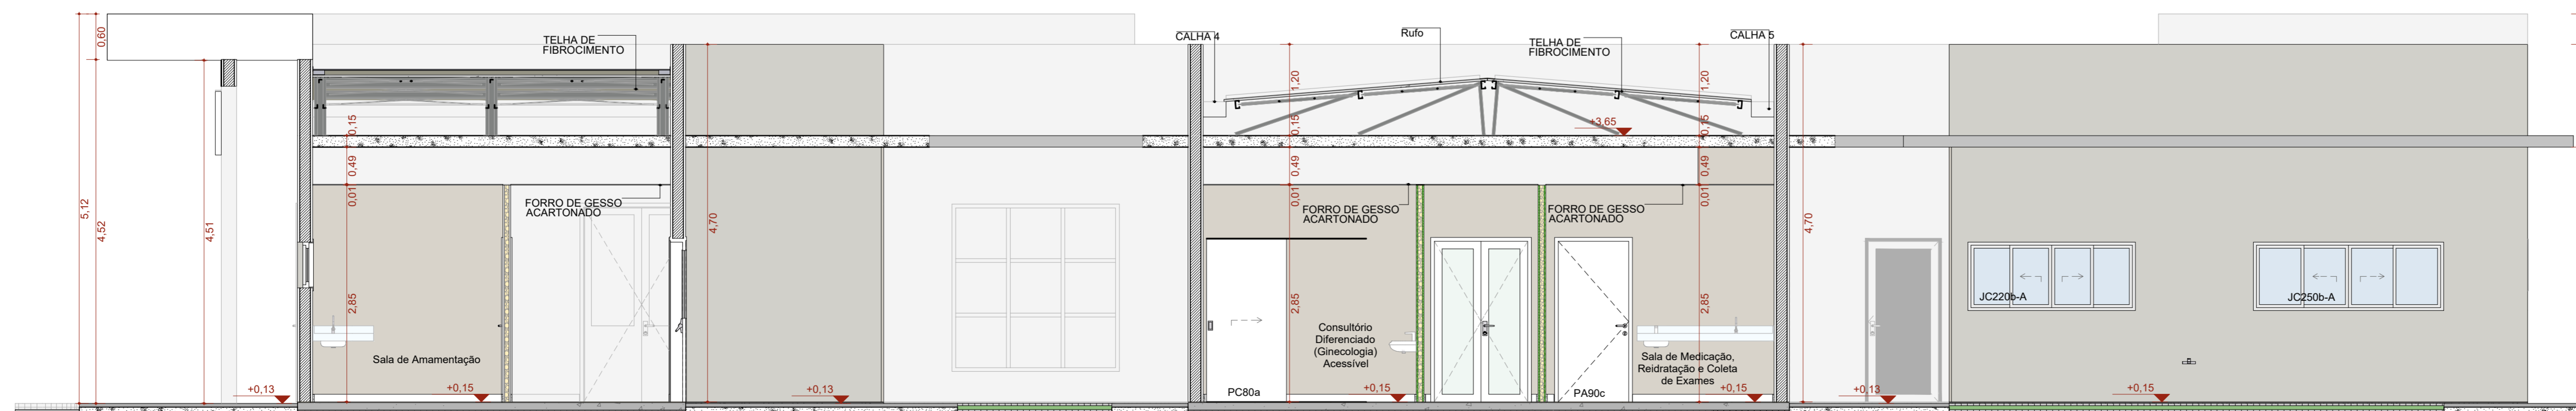 0,60
5,12
4,52
4,51
+0,13
TELHA DE
FIBROCIMENTO
0,15
0,49
0,01
2,85
FORRO DE GESSO
ACARTONADO
Sala de Amamentação
+0,15
4,70
+0,13
CALHA 4
Rufo
TELHA DE
FIBROCIMENTO
CALHA 5
1,20
0,15
0,49
0,01
2,85
+3,65
1,20
0,15
0,49
0,01
2,85
FORRO DE GESSO
ACARTONADO
FORRO DE GESSO
ACARTONADO
PC80a
Consultório
Diferenciado
(Ginecologia)
Acessível
+0,15
PA90c
Sala de Medicação,
Reidratação e Coleta
de Exames
+0,15
4,70
+0,13
JC220b-A
JC250b-A
+0,15